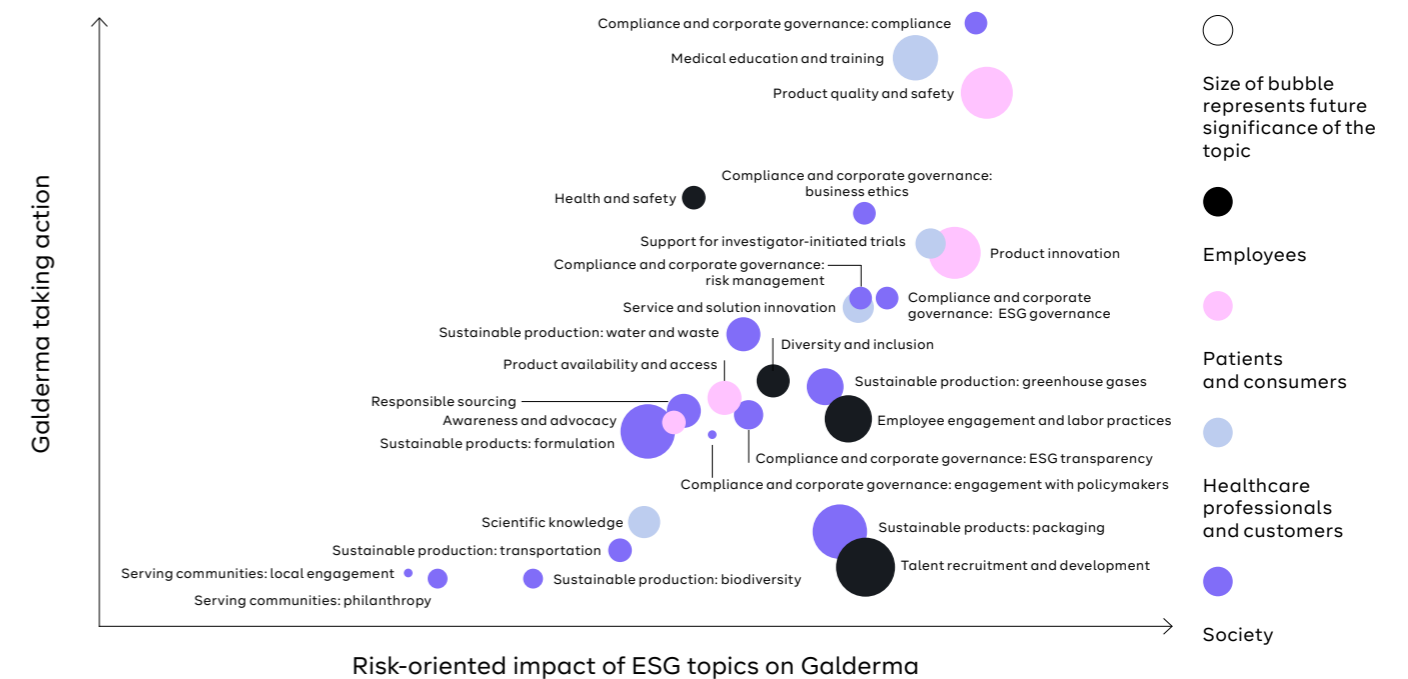 Galderma taking action
Compliance and corporate governance: compliance
Medical education and training
Product quality and safety
Compliance and corporate governance:
business ethics
Health and safety
Support for investigator-initiated trials
Product innovation
Compliance and corporate governance:
risk management
Compliance and corporate
governance: ESG governance
Service and solution innovation
Sustainable production: water and waste
Diversity and inclusion
Product availability and access
Sustainable production: greenhouse gases
Responsible sourcing
Awareness and advocacy
Employee engagement and labor practices
Sustainable products: formulation
Compliance and corporate governance: ESG transparency
Compliance and corporate governance: engagement with policymakers
Scientific knowledge
Sustainable products: packaging
Sustainable production: transportation
Talent recruitment and development
Serving communities: local engagement
Sustainable production: biodiversity
Serving communities: philanthropy
Risk-oriented impact of ESG topics on Galderma
Size of bubble
represents future
significance of the
topic
Employees
Patients
and consumers
Healthcare
professionals
and customers
Society